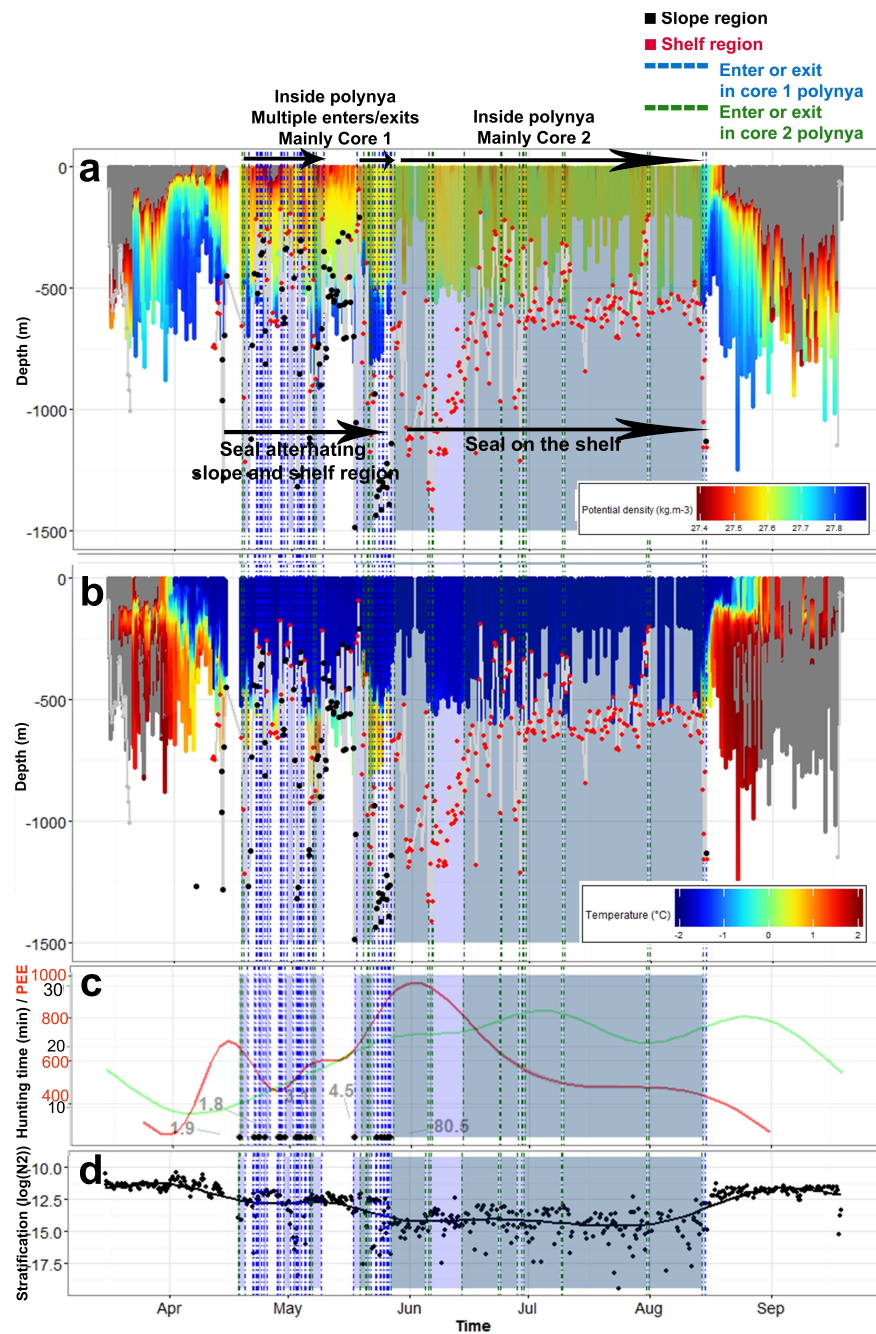 Slope region
Shelf region
Enter or exit
in core 1 polynya
Enter or exit
in core 2 polynya
Inside polynya
Multiple enters/exits
Mainly Core 1
Inside polynya
Mainly Core 2
a
0
-500
-1000
-1500
Depth (m)
Seal alternating
slope and shelf region
Seal on the shelf
Potential density (kg.m-3)
27.4 27.5 27.6 27.7 27.8
b
0
-500
-1000
-1500
Depth (m)
Temperature (°C)
-2 -1 0 1 2
c
Hunting time (min) / PEE
1000
30
800
20
600
400
10
1.9
1.8
4.5
80.5
d
Stratification (log(N2))
10.0
12.5
15.0
17.5
Apr May Jun Jul Aug Sep
Time